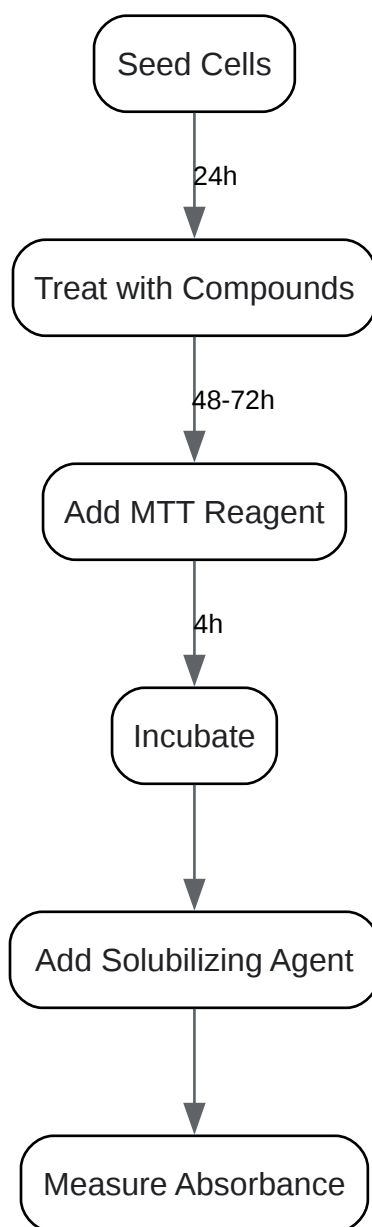 Seed Cells
24h
Treat with Compounds
48-72h
Add MTT Reagent
4h
Incubate
Add Solubilizing Agent
Measure Absorbance